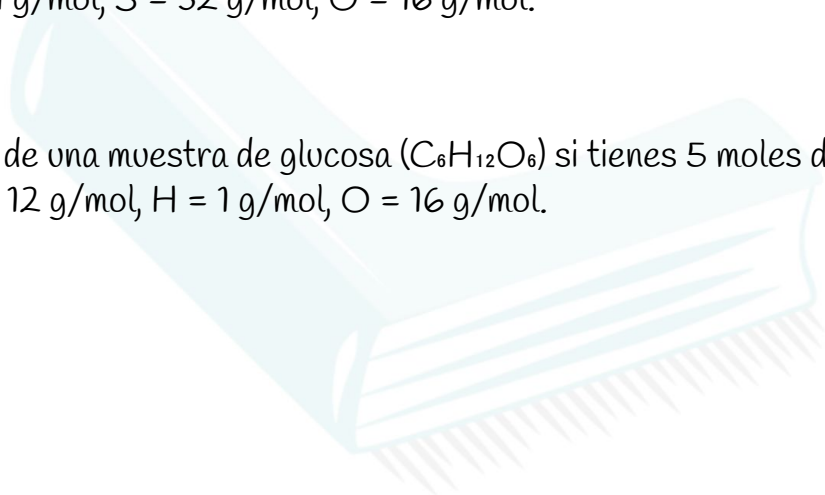 g/mol, S = 32 g/mol, O = 16 g/mol.
de una muestra de glucosa (C₆H₁₂O₆) si tienes 5 moles d
12 g/mol, H = 1 g/mol, O = 16 g/mol.